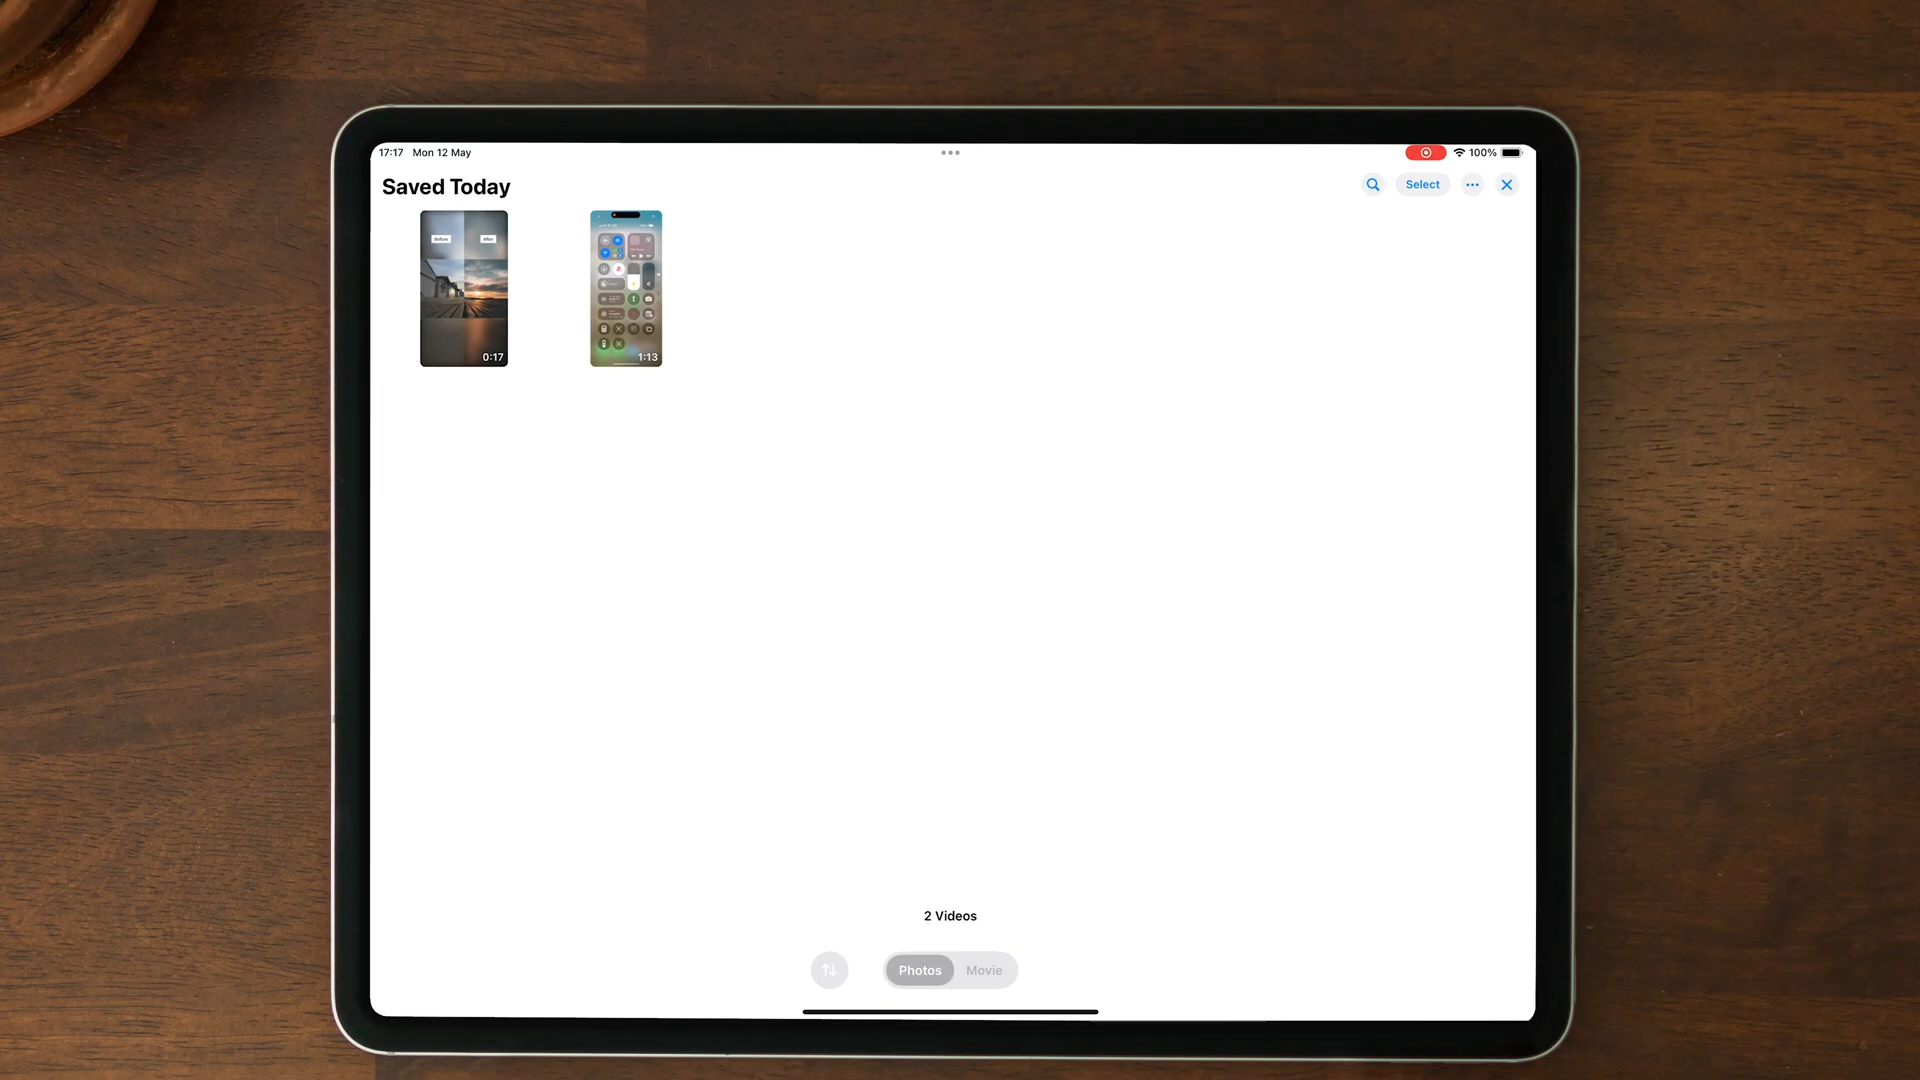 17:17 Mon 12 May
100%
Saved Today
Select
Before
After
0:17
1:13
2 Videos
Photos
Movie